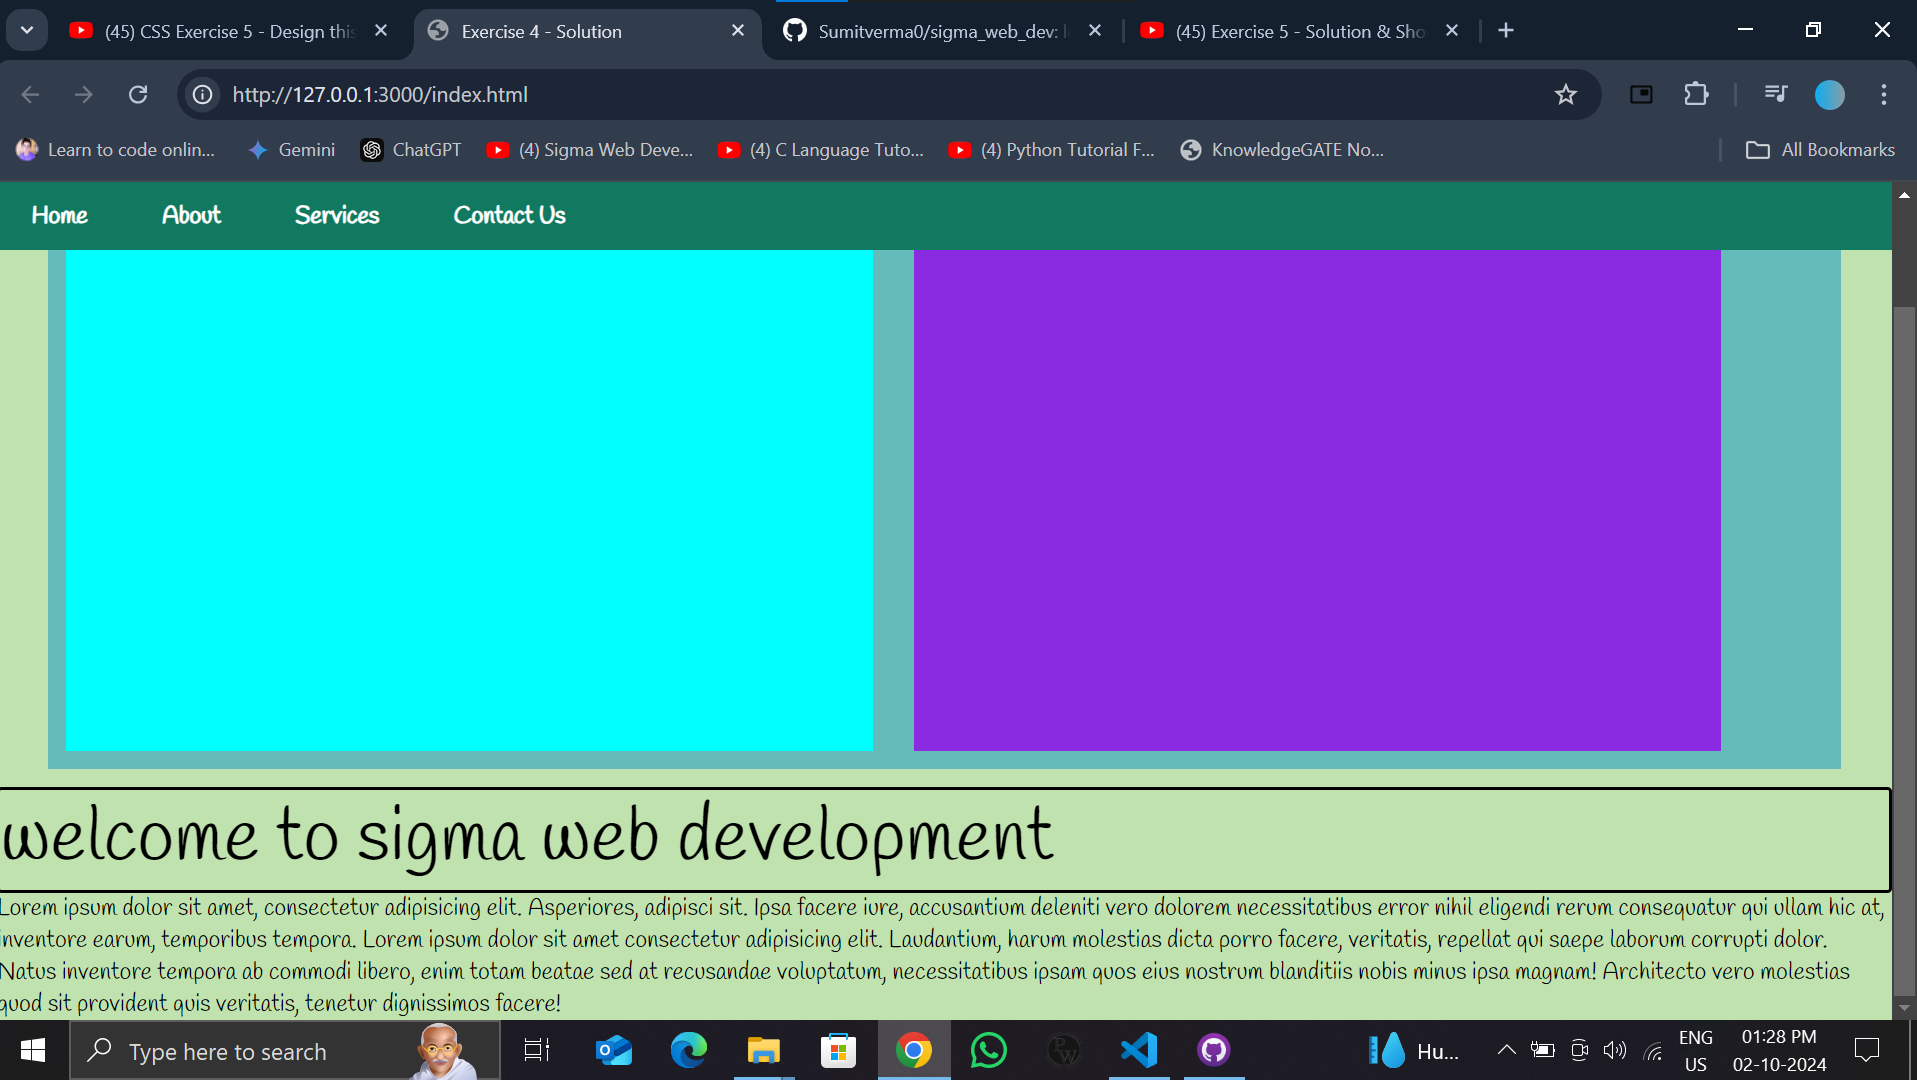 (45) CSS Exercise 5 - Design this
Exercise 4 - Solution
Sumitverma0/sigma_web_dev:
(45) Exercise 5 - Solution & Sho
http://127.0.0.1:3000/index.html
Learn to code onlin...
Gemini
ChatGPT
(4) Sigma Web Deve...
(4) C Language Tuto...
(4) Python Tutorial F...
KnowledgeGATE No...
All Bookmarks
Home About Services Contact Us
welcome to sigma web development
Lorem ipsum dolor sit amet, consectetur adipisicing elit. Asperiores, adipisci sit. Ipsa facere iure, accusantium deleniti vero dolorem necessitatibus error nihil eligendi rerum consequatur qui ullam hic at,
inventore earum, temporibus tempora. Lorem ipsum dolor sit amet consectetur adipisicing elit. Laudantium, harum molestias dicta porro facere, veritatis, repellat qui saepe laborum corrupti dolor.
Natus inventore tempora ab commodi libero, enim totam beatae sed at recusandae voluptatum, necessitatibus ipsam quos eius nostrum blanditiis nobis minus ipsa magnam! Architecto vero molestias
quod sit provident quis veritatis, tenetur dignissimos facere!
Type here to search
PW
Hu...
ENG
US
01:28 PM
02-10-2024